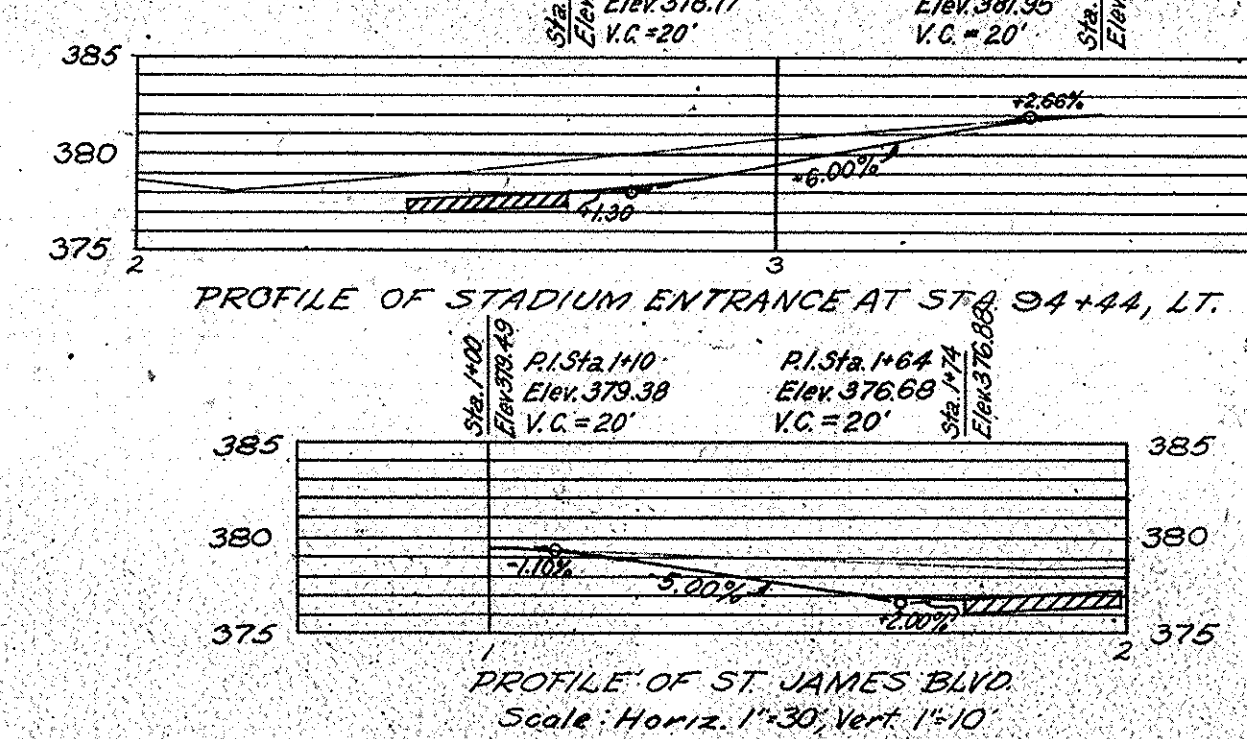 Sta.
Elev.
Elev. 378.17
V.C. = 20'
Elev. 381.95
V.C. = 20'
Sta.
Elev.
385
380
375
+2.66%
+6.00%
+1.30
2
3
PROFILE OF STADIUM ENTRANCE AT STA. 94+44, LT.
Sta. 1+00
Elev. 379.49
P.I. Sta. 1+10
Elev. 379.38
V.C. = 20'
P.I. Sta. 1+64
Elev. 376.68
V.C. = 20'
Sta. 1+74
Elev. 376.88
385
385
380
380
375
375
-1.10%
-5.00%
+2.00%
1
2
PROFILE OF ST. JAMES BLVD.
Scale: Horiz. 1"=30', Vert. 1"=10'